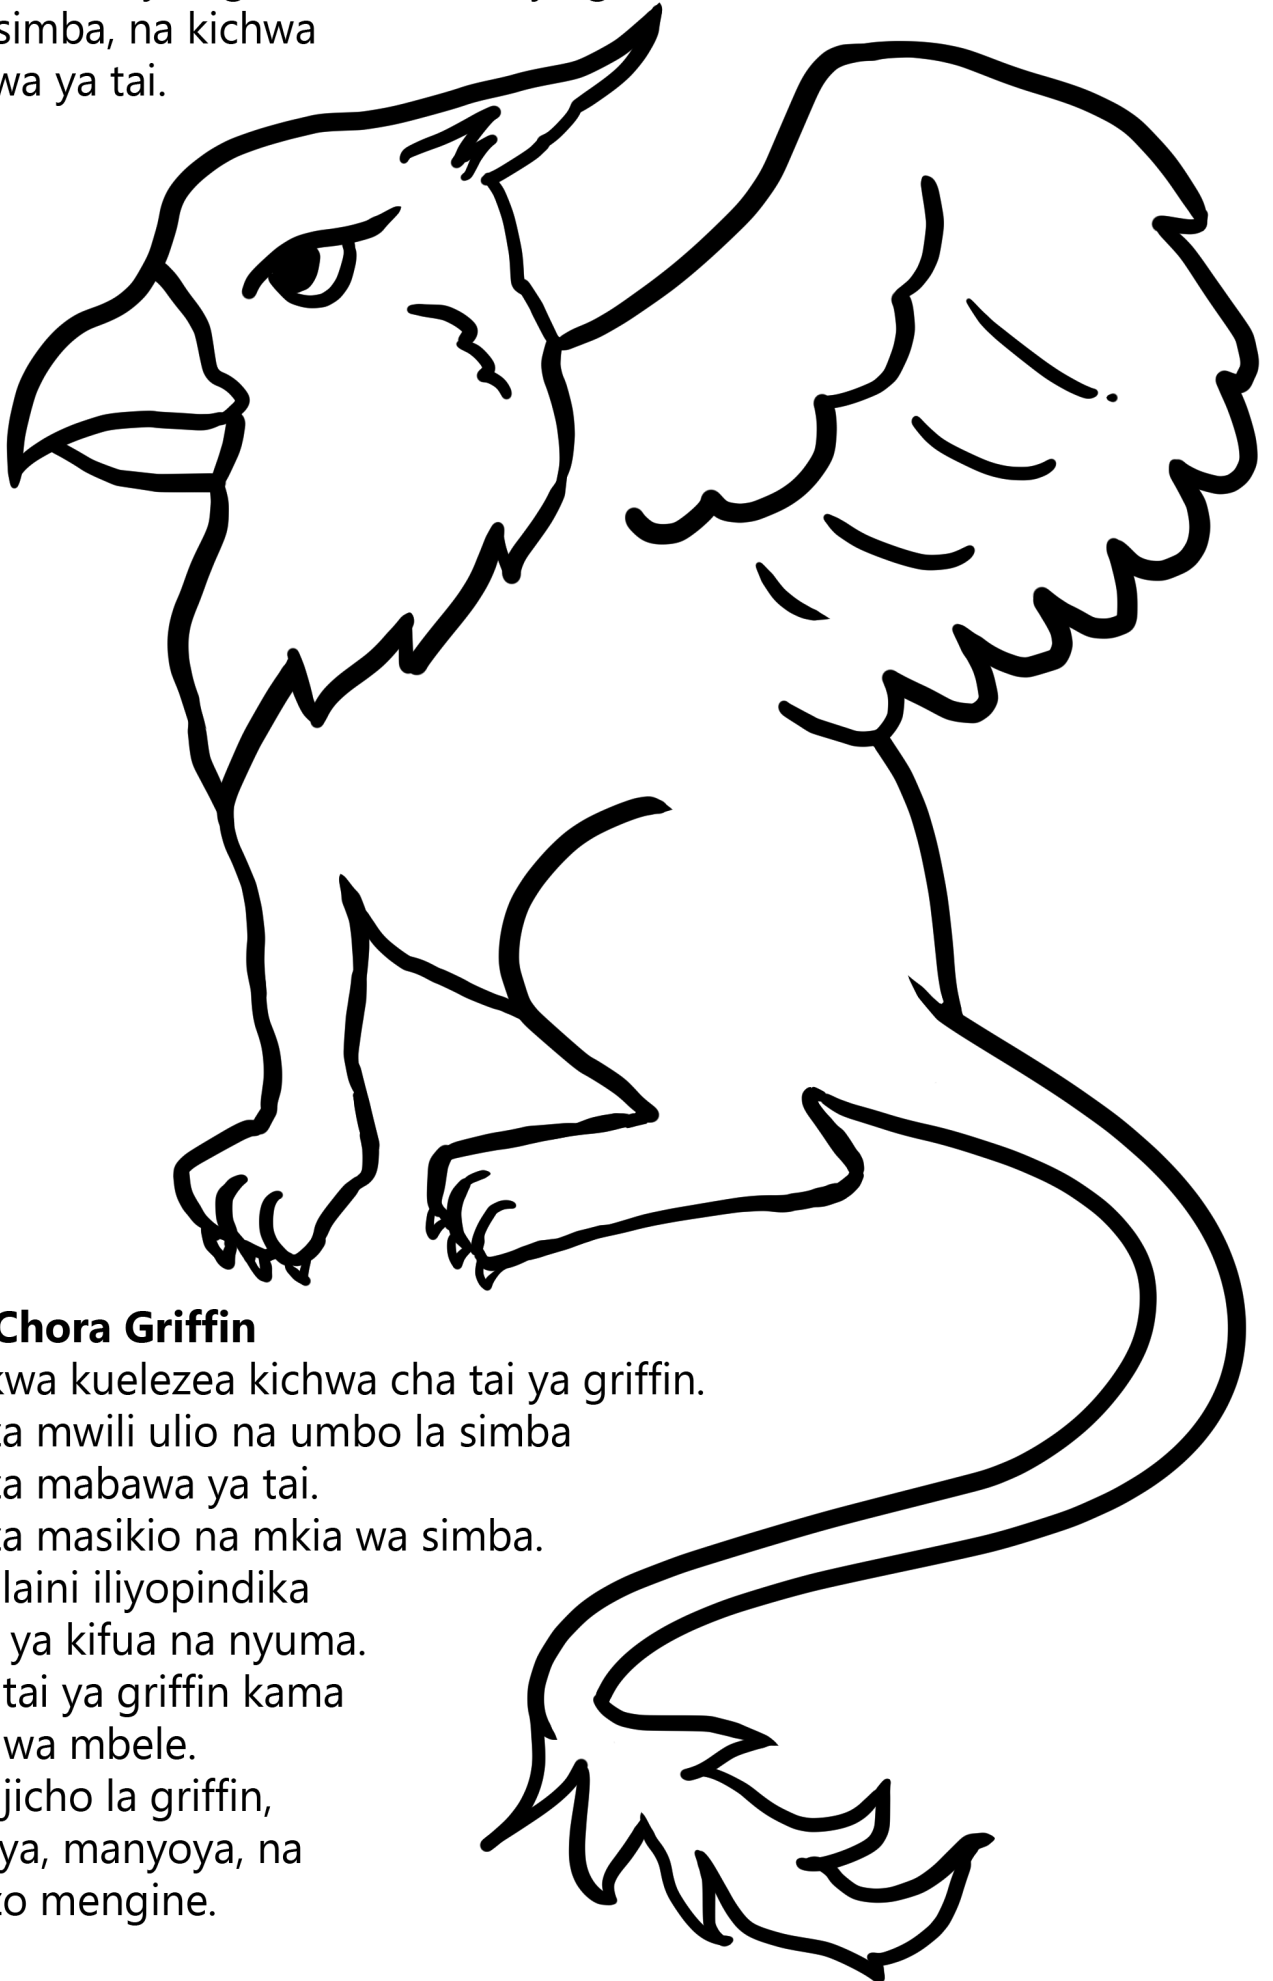 simba, na kichwa
wa ya tai.
Chora Griffin
kwa kuelezea kichwa cha tai ya griffin.
mwili ulio na umbo la simba
mabawa ya tai.
masikio na mkia wa simba.
laini iliyopindika
ya kifua na nyuma.
tai ya griffin kama
wa mbele.
jicho la griffin,
ya, manyoya, na
mengine.